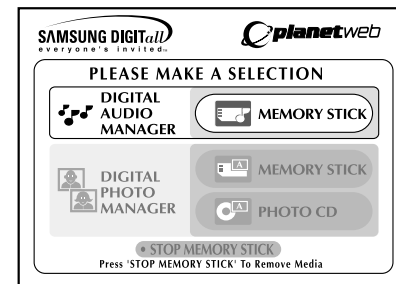 SAMSUNG DIGITall
everyone's invited™
planetweb
PLEASE MAKE A SELECTION
DIGITAL
AUDIO
MANAGER
MEMORY STICK
DIGITAL
PHOTO
MANAGER
A MEMORY STICK
A PHOTO CD
• STOP MEMORY STICK
Press 'STOP MEMORY STICK' To Remove Media